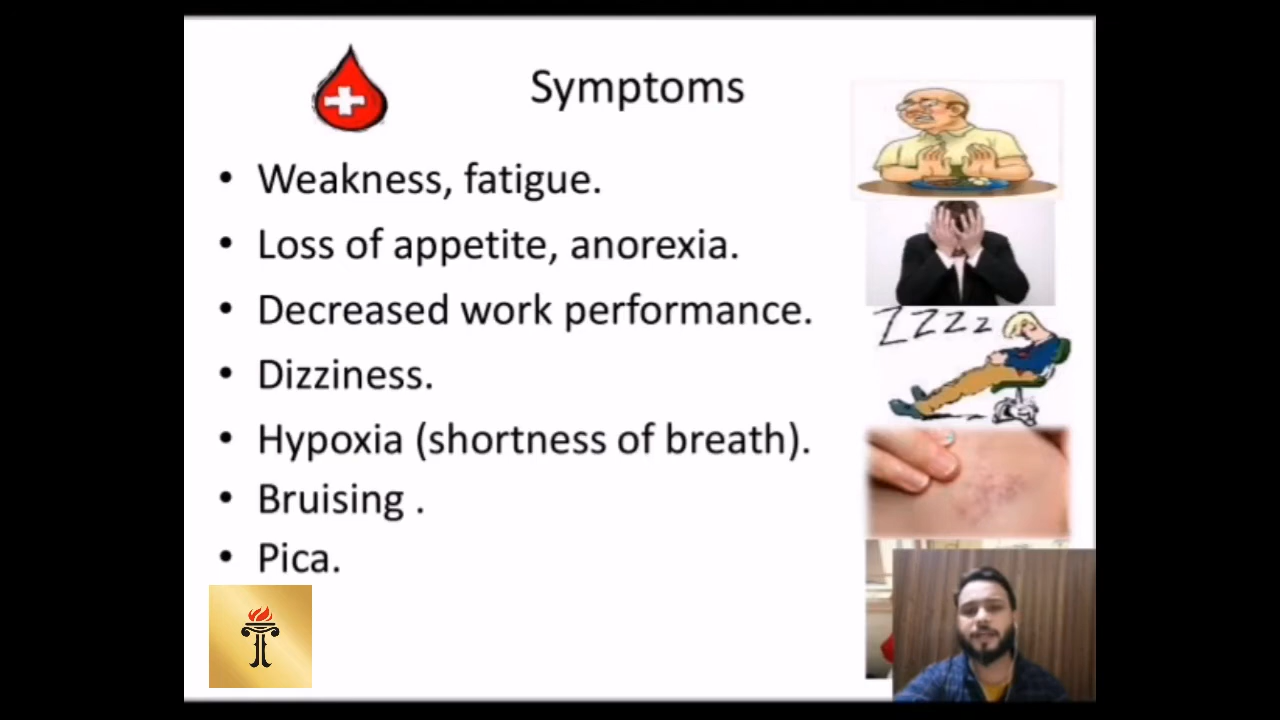 Symptoms
• Weakness, fatigue.
• Loss of appetite, anorexia.
• Decreased work performance.
• Dizziness.
• Hypoxia (shortness of breath).
• Bruising .
• Pica.
ZZZZ